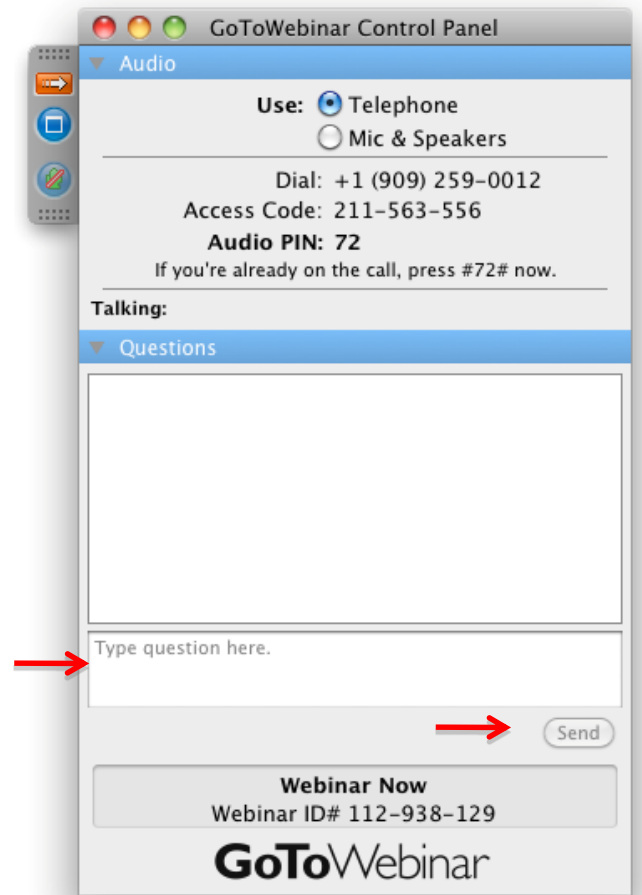 GoToWebinar Control Panel
Audio
Use: Telephone
Mic & Speakers
Dial: +1 (909) 259-0012
Access Code: 211-563-556
Audio PIN: 72
If you're already on the call, press #72# now.
Talking:
Questions
Type question here.
Send
Webinar Now
Webinar ID# 112-938-129
GoToWebinar